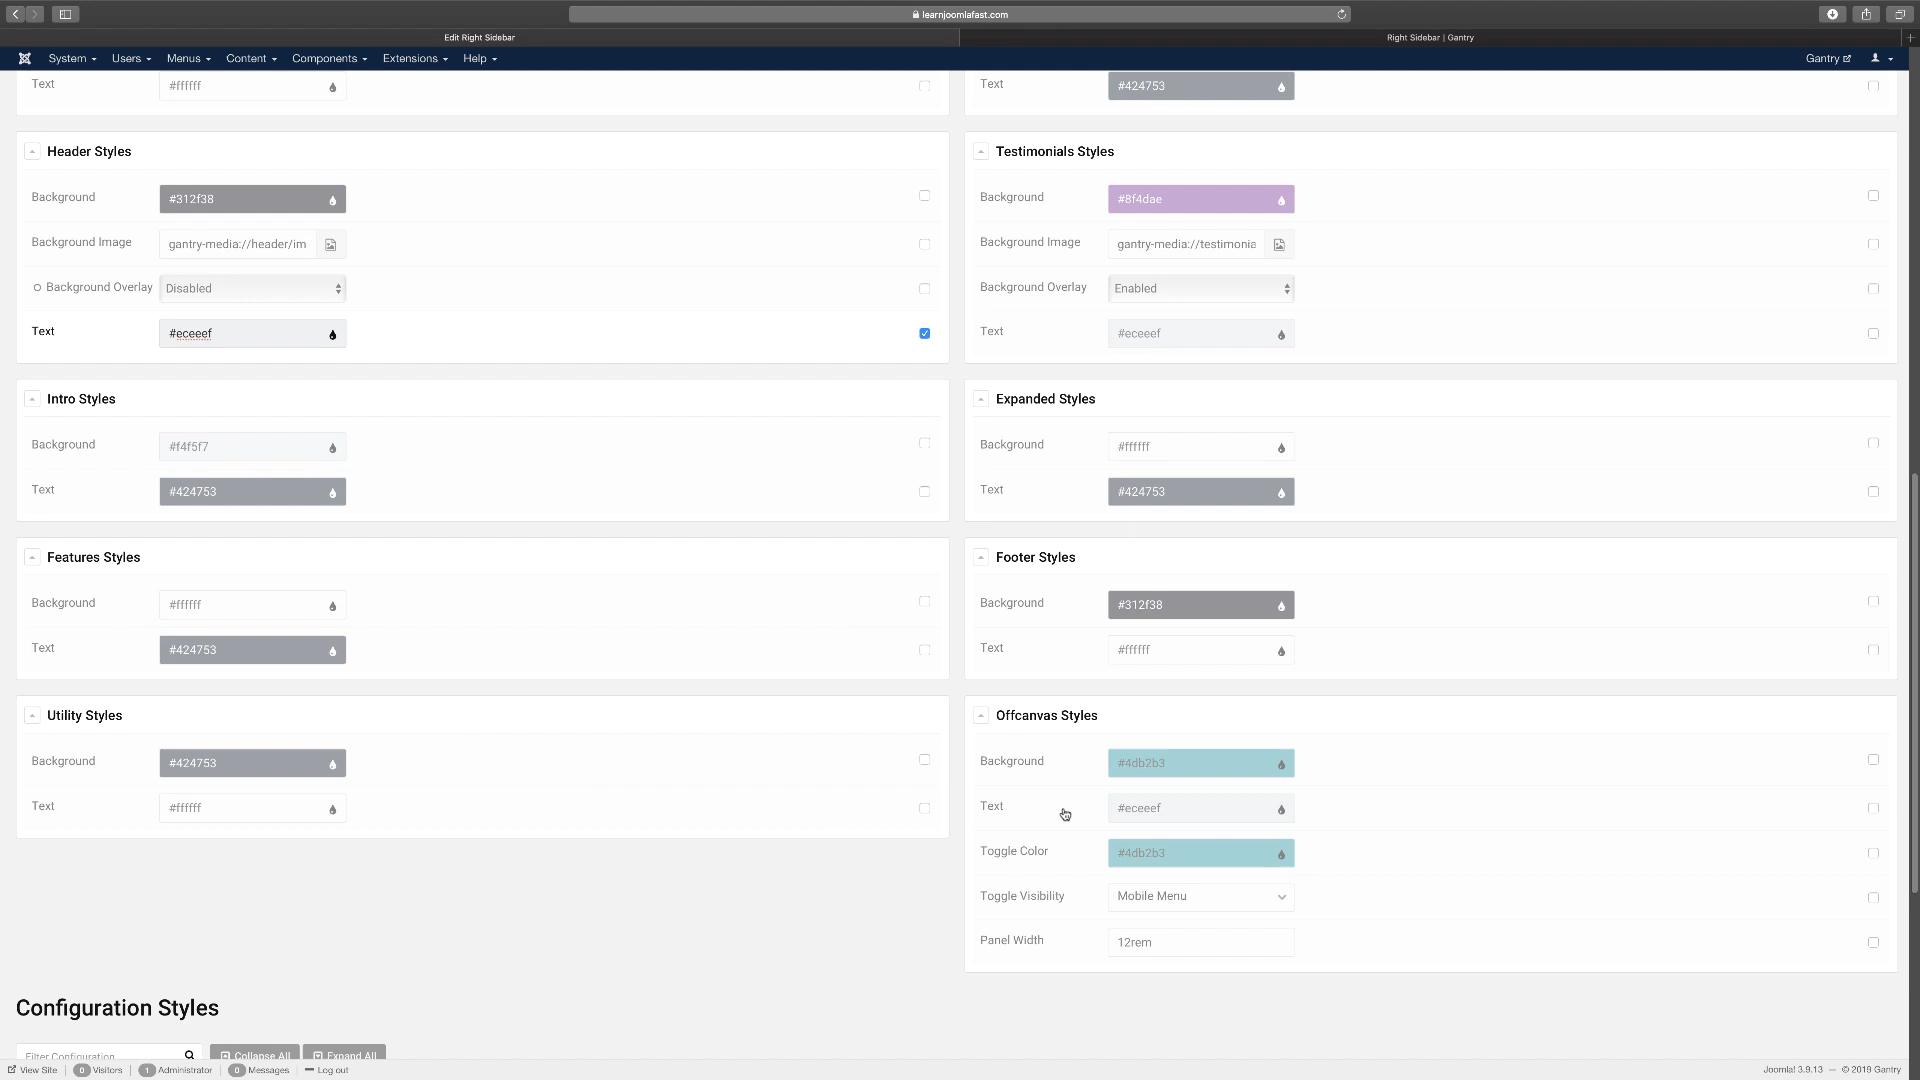 learnjoomlafast.com
Edit Right Sidebar
Right Sidebar | Gantry
System Users Menus Content Components Extensions Help
Gantry
Text #ffffff
Text #424753
Header Styles
Background #312f38
Background Image gantry-media://header/im
Background Overlay Disabled
Text #eceeef
Testimonials Styles
Background #8f4dae
Background Image gantry-media://testimonia
Background Overlay Enabled
Text #eceeef
Intro Styles
Background #f4f5f7
Text #424753
Expanded Styles
Background #ffffff
Text #424753
Features Styles
Background #ffffff
Text #424753
Footer Styles
Background #312f38
Text #ffffff
Utility Styles
Background #424753
Text #ffffff
Offcanvas Styles
Background #4db2b3
Text #eceeef
Toggle Color #4db2b3
Toggle Visibility Mobile Menu
Panel Width 12rem
Configuration Styles
Filter Configuration Collapse All Expand All
View Site 0 Visitors 1 Administrator 0 Messages Log out
Joomla! 3.9.13 — © 2019 Gantry